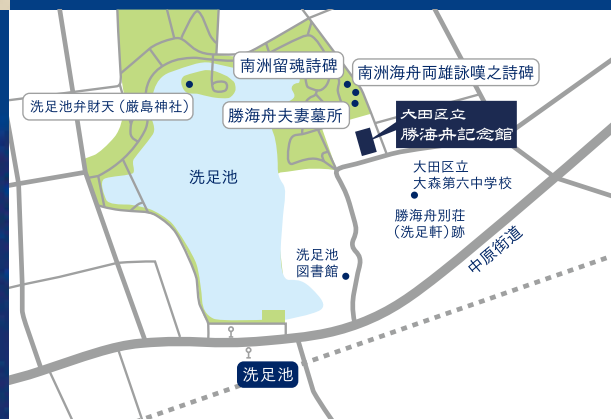 南洲留魂詩碑
南洲海舟両雄詠嘆之詩碑
洗足池弁財天（厳島神社）
勝海舟夫妻墓所
大田区立
勝海舟記念館
洗足池
大田区立
大森第六中学校
勝海舟別荘
（洗足軒）跡
中原街道
洗足池
図書館
洗足池